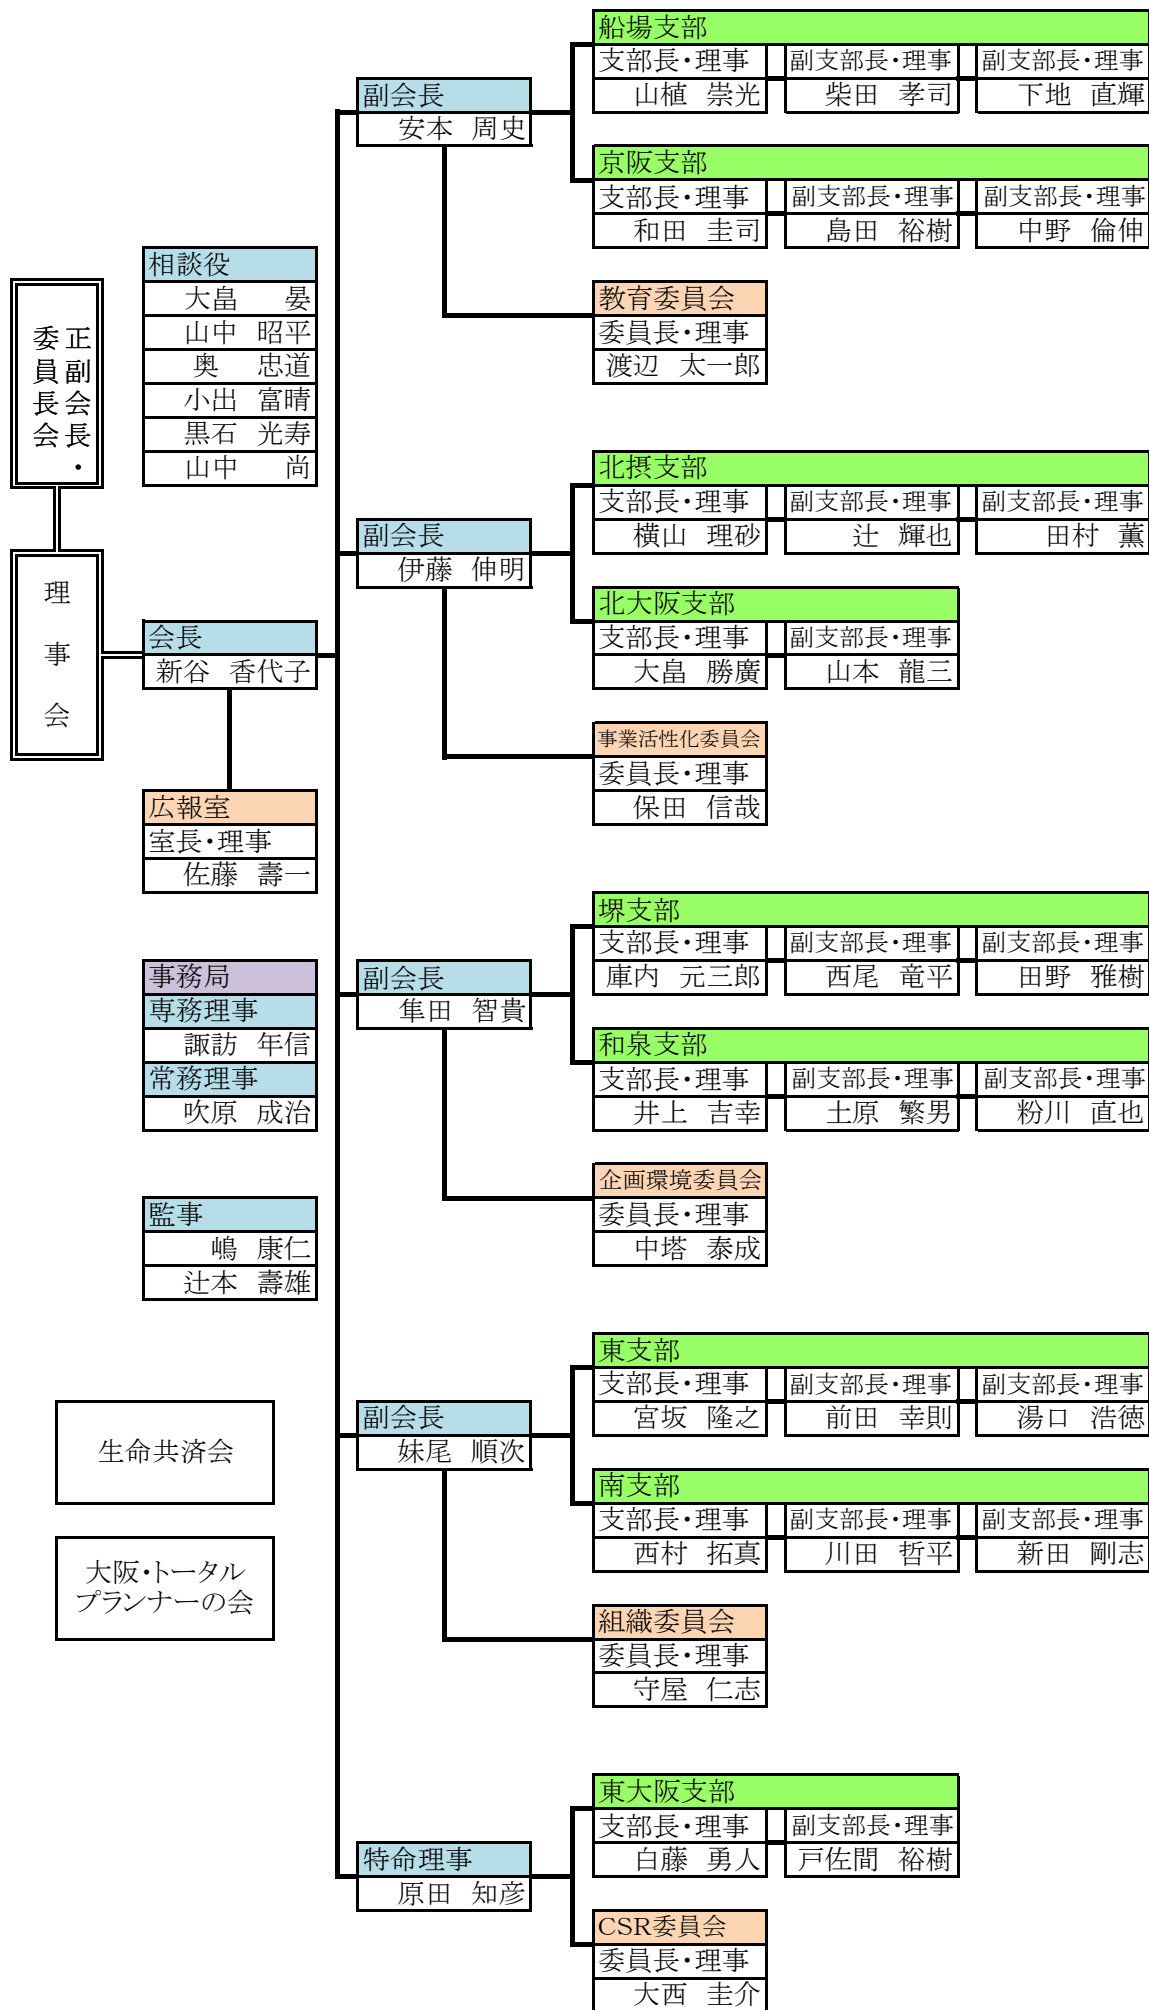 正副会長・
委員長会
理事会
相談役
大畠 晏
山中 昭平
奥 忠道
小出 富晴
黒石 光寿
山中 尚
会長
新谷 香代子
広報室
室長・理事
佐藤 壽一
事務局
専務理事
諏訪 年信
常務理事
吹原 成治
監事
嶋 康仁
辻本 壽雄
生命共済会
大阪・トータル
プランナーの会
副会長
安本 周史
船場支部
支部長・理事 副支部長・理事 副支部長・理事
山植 崇光 柴田 孝司 下地 直輝
京阪支部
支部長・理事 副支部長・理事 副支部長・理事
和田 圭司 島田 裕樹 中野 倫伸
教育委員会
委員長・理事
渡辺 太一郎
副会長
伊藤 伸明
北摂支部
支部長・理事 副支部長・理事 副支部長・理事
横山 理砂 辻 輝也 田村 薫
北大阪支部
支部長・理事 副支部長・理事
大畠 勝廣 山本 龍三
事業活性化委員会
委員長・理事
保田 信哉
副会長
隼田 智貴
堺支部
支部長・理事 副支部長・理事 副支部長・理事
庫内 元三郎 西尾 竜平 田野 雅樹
和泉支部
支部長・理事 副支部長・理事 副支部長・理事
井上 吉幸 土原 繁男 粉川 直也
企画環境委員会
委員長・理事
中塔 泰成
副会長
妹尾 順次
東支部
支部長・理事 副支部長・理事 副支部長・理事
宮坂 隆之 前田 幸則 湯口 浩徳
南支部
支部長・理事 副支部長・理事 副支部長・理事
西村 拓真 川田 哲平 新田 剛志
組織委員会
委員長・理事
守屋 仁志
特命理事
原田 知彦
東大阪支部
支部長・理事 副支部長・理事
白藤 勇人 戸佐間 裕樹
CSR委員会
委員長・理事
大西 圭介